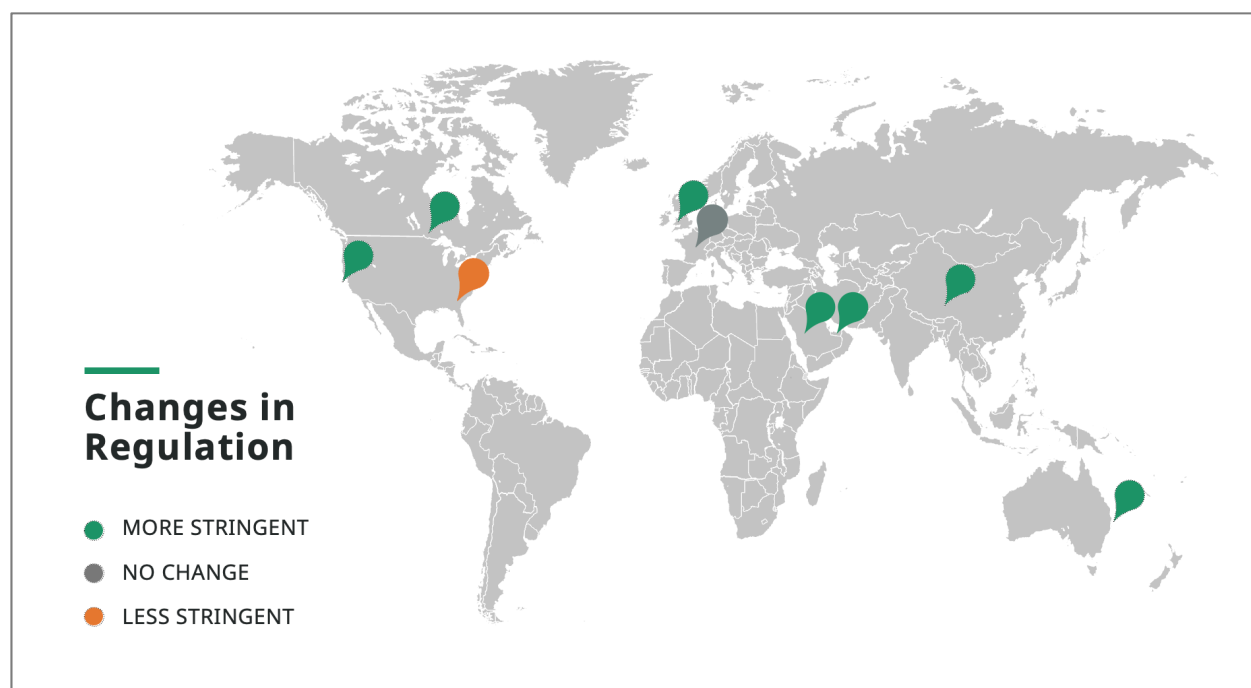 Changes in
Regulation
MORE STRINGENT
NO CHANGE
LESS STRINGENT